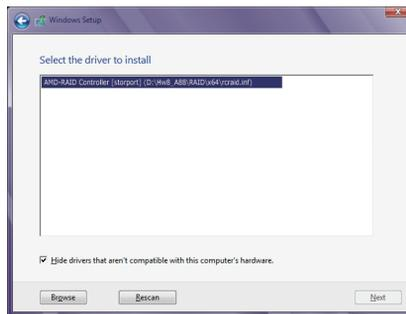 Windows Setup
Select the driver to install
AMD-RAID Controller [storport] (D:\Hw8_A88\RAID\x64\rcraid.inf)
Hide drivers that aren't compatible with this computer's hardware.
Browse Rescan Next